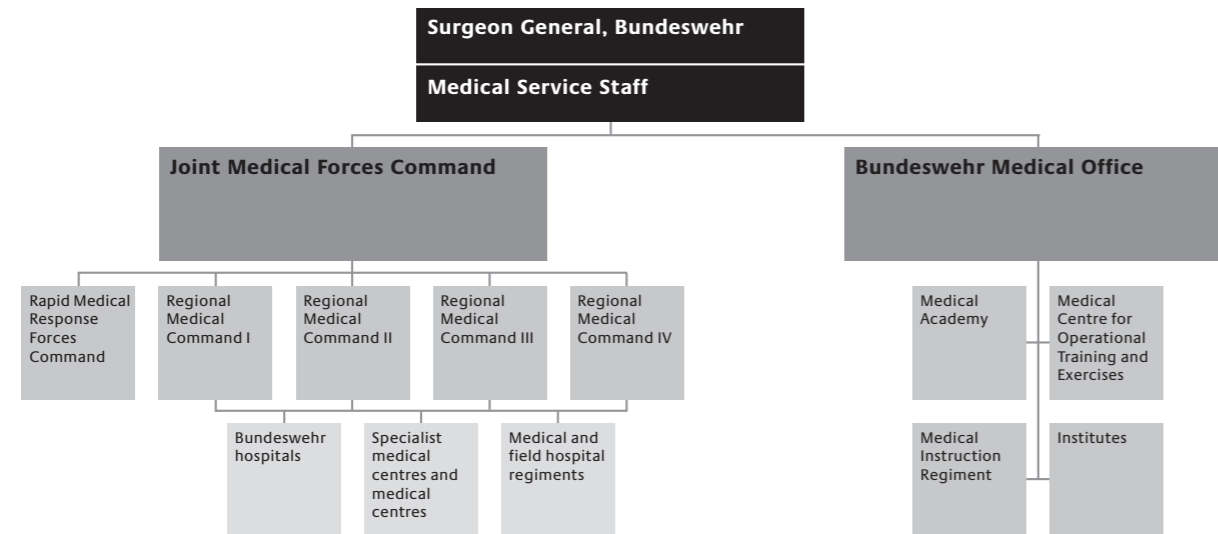 Surgeon General, Bundeswehr
Medical Service Staff
Joint Medical Forces Command
Bundeswehr Medical Office
Rapid Medical
Response
Forces
Command
Regional
Medical
Command I
Regional
Medical
Command II
Regional
Medical
Command III
Regional
Medical
Command IV
Medical
Academy
Medical
Centre for
Operational
Training and
Exercises
Bundeswehr
hospitals
Specialist
medical
centres and
medical
centres
Medical and
field hospital
regiments
Medical
Instruction
Regiment
Institutes